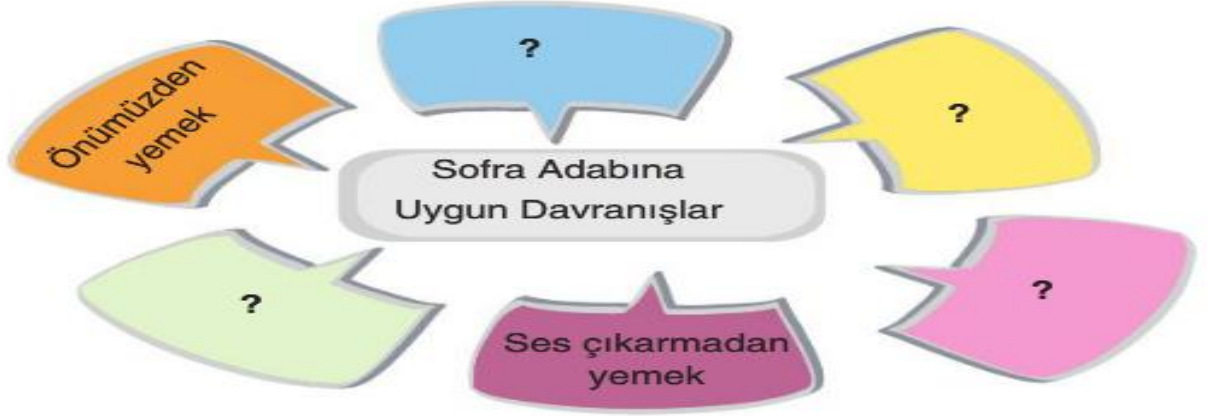 ?
?
Önümüzden
yemek
Sofra Adabına
Uygun Davranışlar
?
?
Ses çıkarmadan
yemek